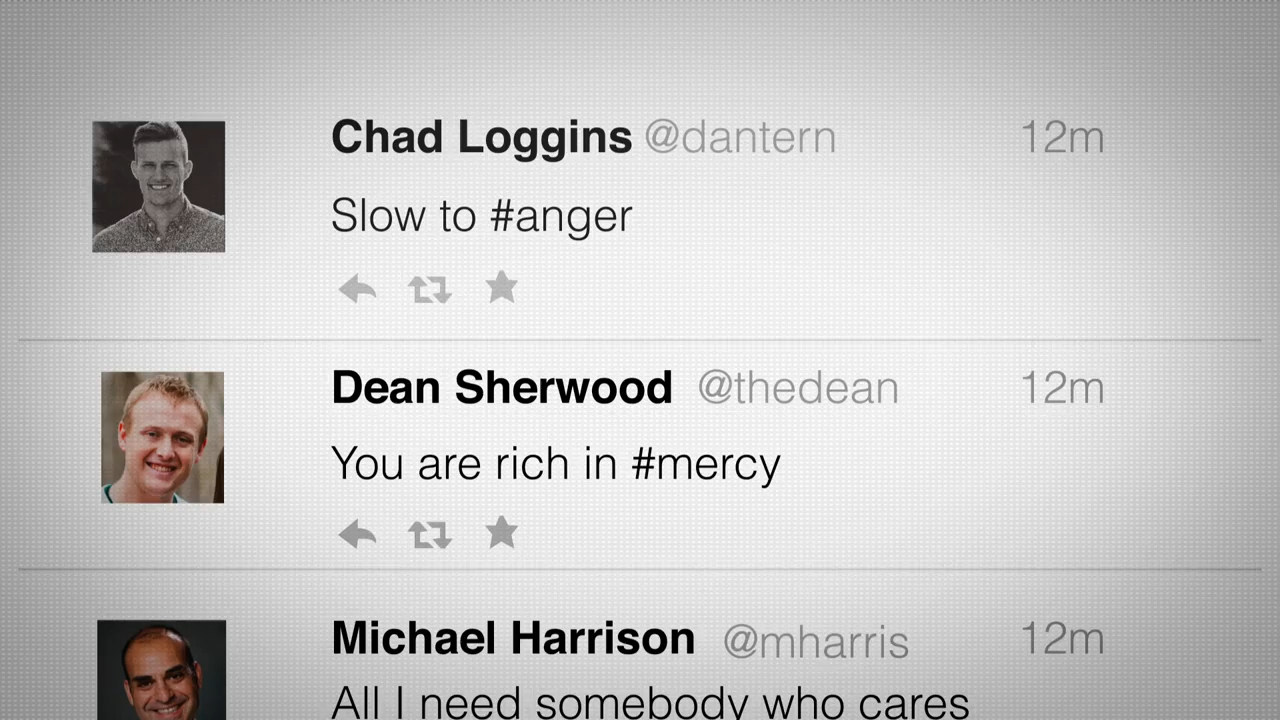 Chad Loggins @dantern 12m
Slow to #anger
Dean Sherwood @thedean 12m
You are rich in #mercy
Michael Harrison @mharris 12m
All I need somebody who cares